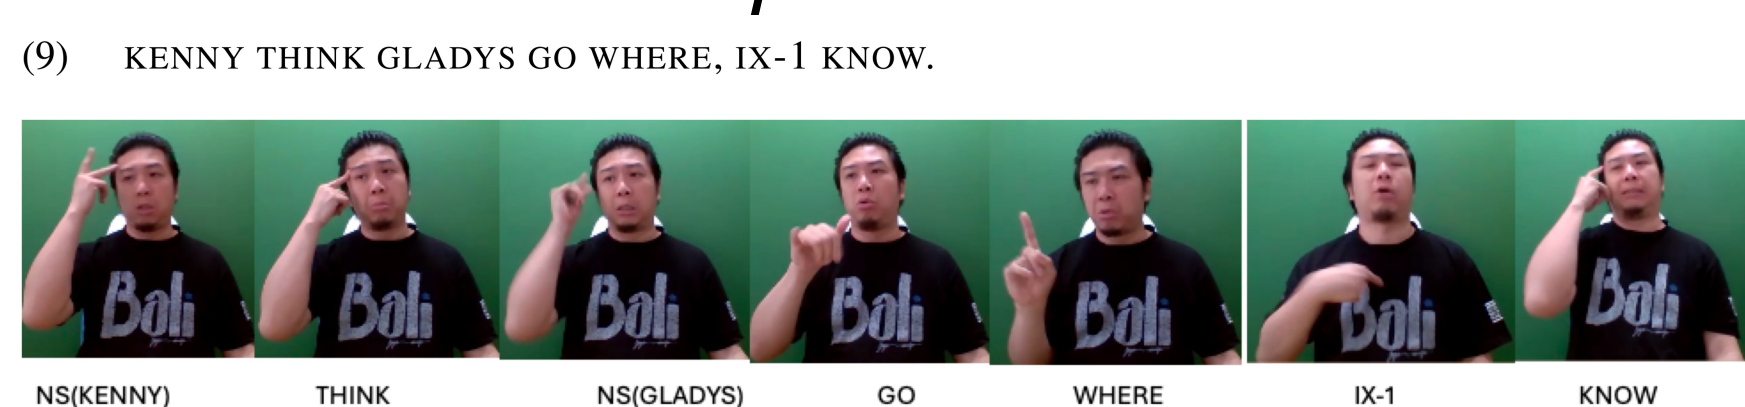 (9) KENNY THINK GLADYS GO WHERE, IX-1 KNOW.
Bali Bali Bali Bali Bali Bali Bali
NS(KENNY) THINK NS(GLADYS) GO WHERE IX-1 KNOW